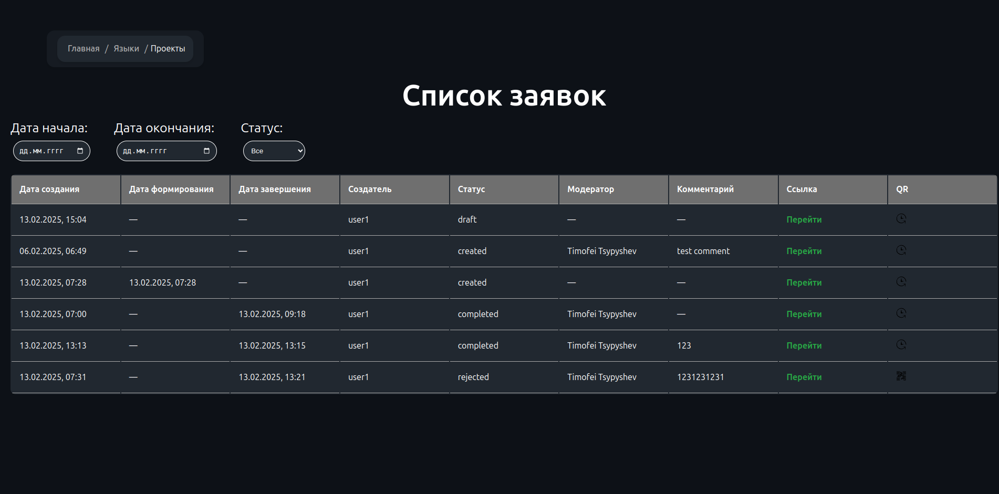 Главная / Языки / Проекты
Список заявок
Дата начала: Дата окончания: Статус:
дд.мм.гггг дд.мм.гггг Все
Дата создания Дата формирования Дата завершения Создатель Статус Модератор Комментарий Ссылка QR
13.02.2025, 15:04 — — user1 draft — — Перейти
06.02.2025, 06:49 — — user1 created Timofei Tsypyshev test comment Перейти
13.02.2025, 07:28 13.02.2025, 07:28 — user1 created — — Перейти
13.02.2025, 07:00 — 13.02.2025, 09:18 user1 completed Timofei Tsypyshev — Перейти
13.02.2025, 13:13 — 13.02.2025, 13:15 user1 completed Timofei Tsypyshev 123 Перейти
13.02.2025, 07:31 — 13.02.2025, 13:21 user1 rejected Timofei Tsypyshev 1231231231 Перейти